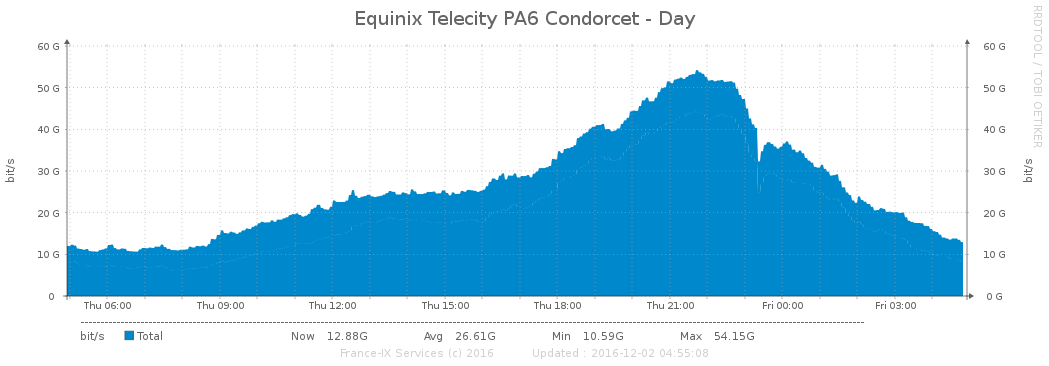 Equinix Telecity PA6 Condorcet - Day
RRDTOOL / TOBI OETIKER
60 G 60 G
50 G 50 G
40 G 40 G
30 G 30 G
20 G 20 G
10 G 10 G
0 0 G
bit/s bit/s
Thu 06:00 Thu 09:00 Thu 12:00 Thu 15:00 Thu 18:00 Thu 21:00 Fri 00:00 Fri 03:00
bit/s Total Now 12.88G Avg 26.61G Min 10.59G Max 54.15G
France-IX Services (c) 2016 Updated : 2016-12-02 04:55:08